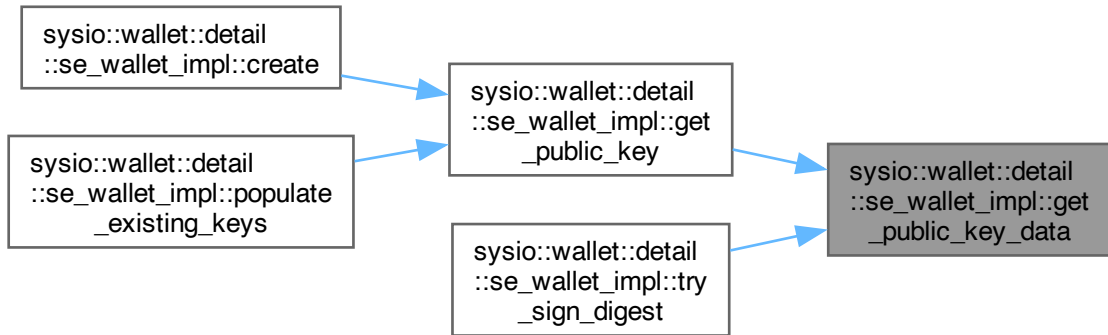 sysio::wallet::detail
::se_wallet_impl::create
sysio::wallet::detail
::se_wallet_impl::populate
_existing_keys
sysio::wallet::detail
::se_wallet_impl::get
_public_key
sysio::wallet::detail
::se_wallet_impl::try
_sign_digest
sysio::wallet::detail
::se_wallet_impl::get
_public_key_data